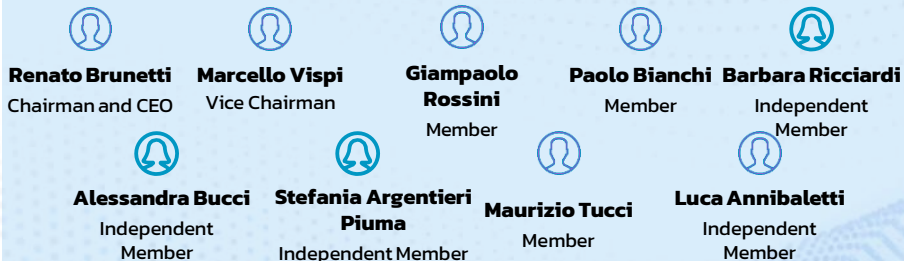 Renato Brunetti
Chairman and CEO
Marcello Vispi
Vice Chairman
Giampaolo
Rossini
Member
Paolo Bianchi
Member
Barbara Ricciardi
Independent
Member
Alessandra Bucci
Independent
Member
Stefania Argentieri
Piuma
Independent Member
Maurizio Tucci
Member
Luca Annibaletti
Independent
Member